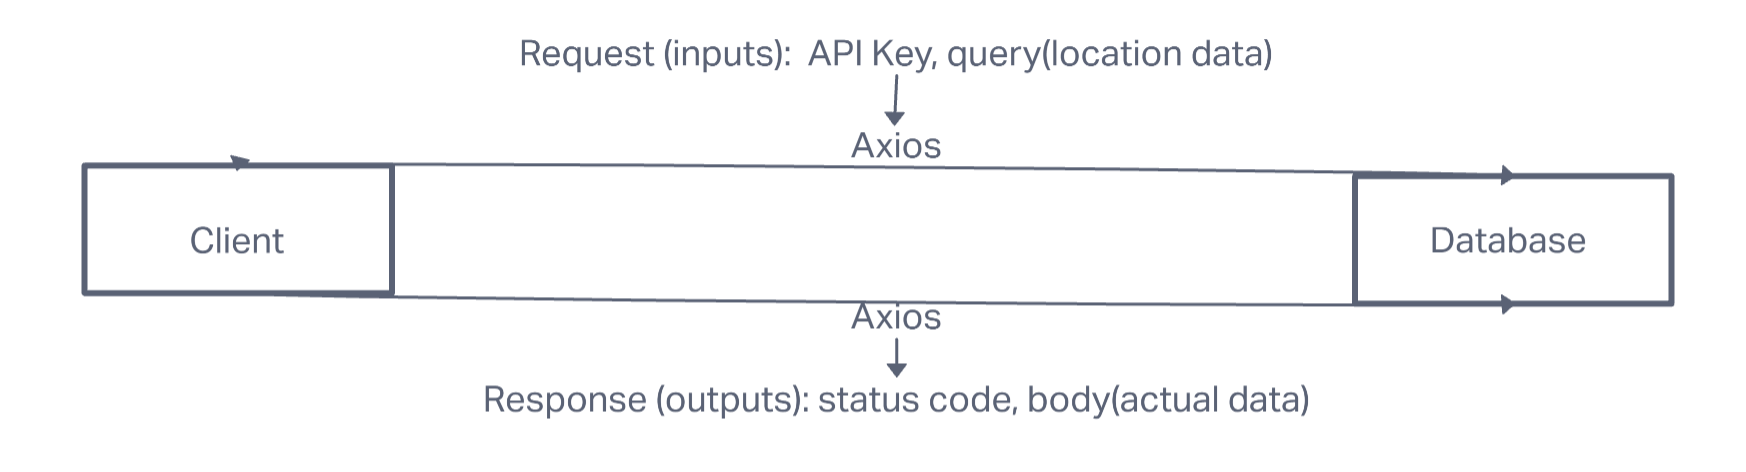 Request (inputs):  API Key, query(location data)
Axios
Client
Database
Axios
Response (outputs): status code, body(actual data)